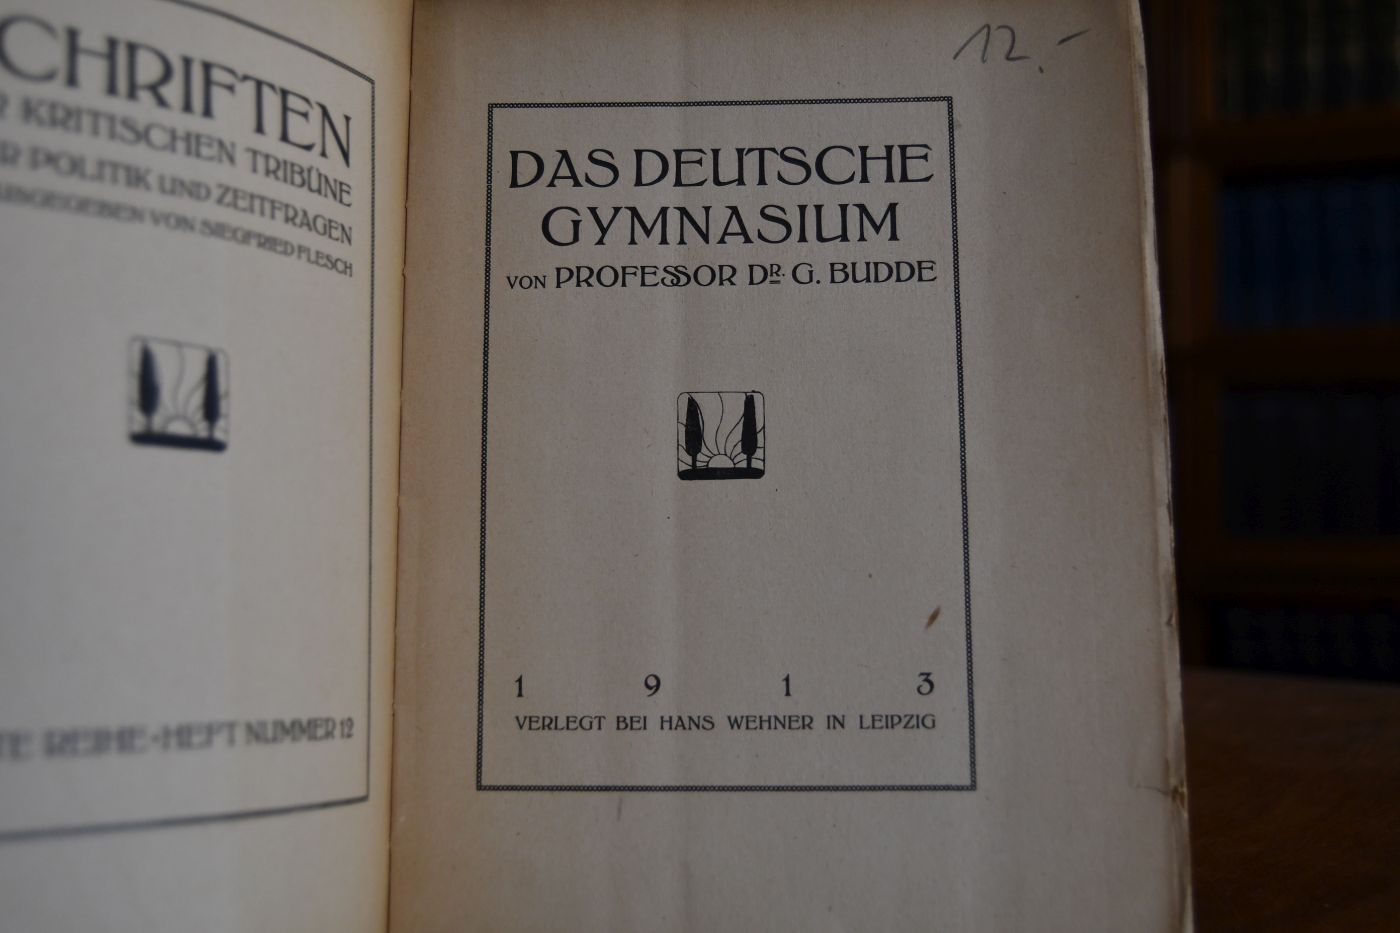 CHRIFTEN
KRITISCHEN TRIBÜNE
R POLITIK UND ZEITFRAGEN
VON SIEGFRIED FLESCH
TE REIHE • HEFT NUMMER 12
12.-
DAS DEUTSCHE
GYMNASIUM
VON PROFESSOR DR. G. BUDDE
1 9 1 3
VERLEGT BEI HANS WEHNER IN LEIPZIG